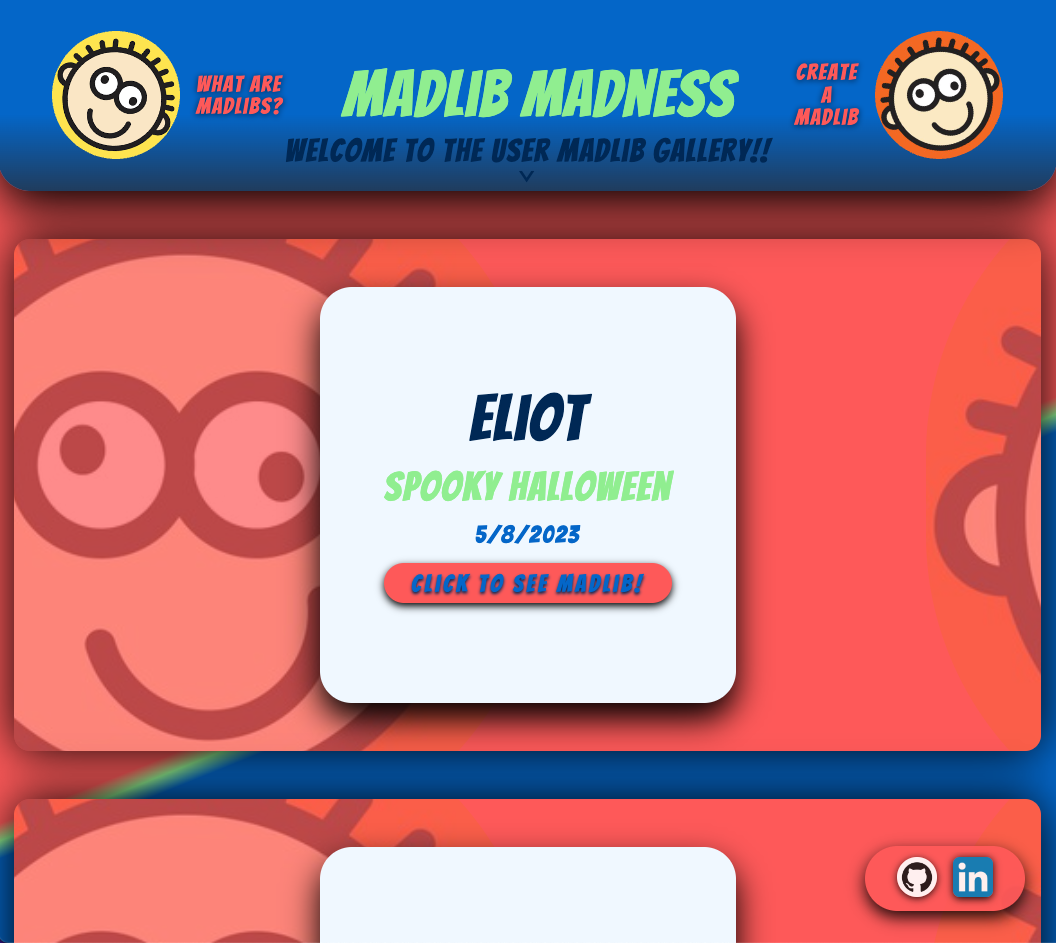 WHAT ARE
MADLIBS?
MADLIB MADNESS
CREATE
A
MADLIB
WELCOME TO THE USER MADLIB GALLERY!!
ELIOT
SPOOKY HALLOWEEN
5/8/2023
CLICK TO SEE MADLIB!
in